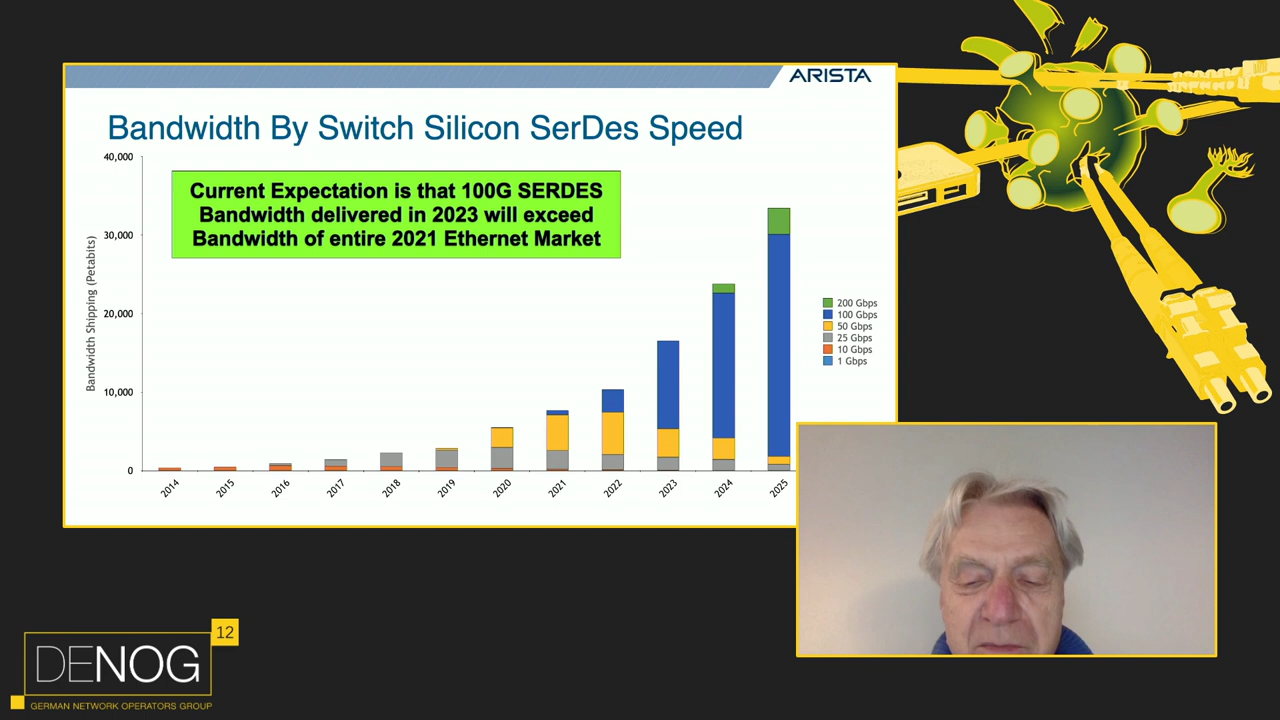 ARISTA
Bandwidth By Switch Silicon SerDes Speed
Current Expectation is that 100G SERDES
Bandwidth delivered in 2023 will exceed
Bandwidth of entire 2021 Ethernet Market
Bandwidth Shipping (Petabits)
40,000
30,000
20,000
10,000
0
2014
2015
2016
2017
2018
2019
2020
2021
2022
2023
2024
2025
200 Gbps
100 Gbps
50 Gbps
25 Gbps
10 Gbps
1 Gbps
DENOG
12
GERMAN NETWORK OPERATORS GROUP